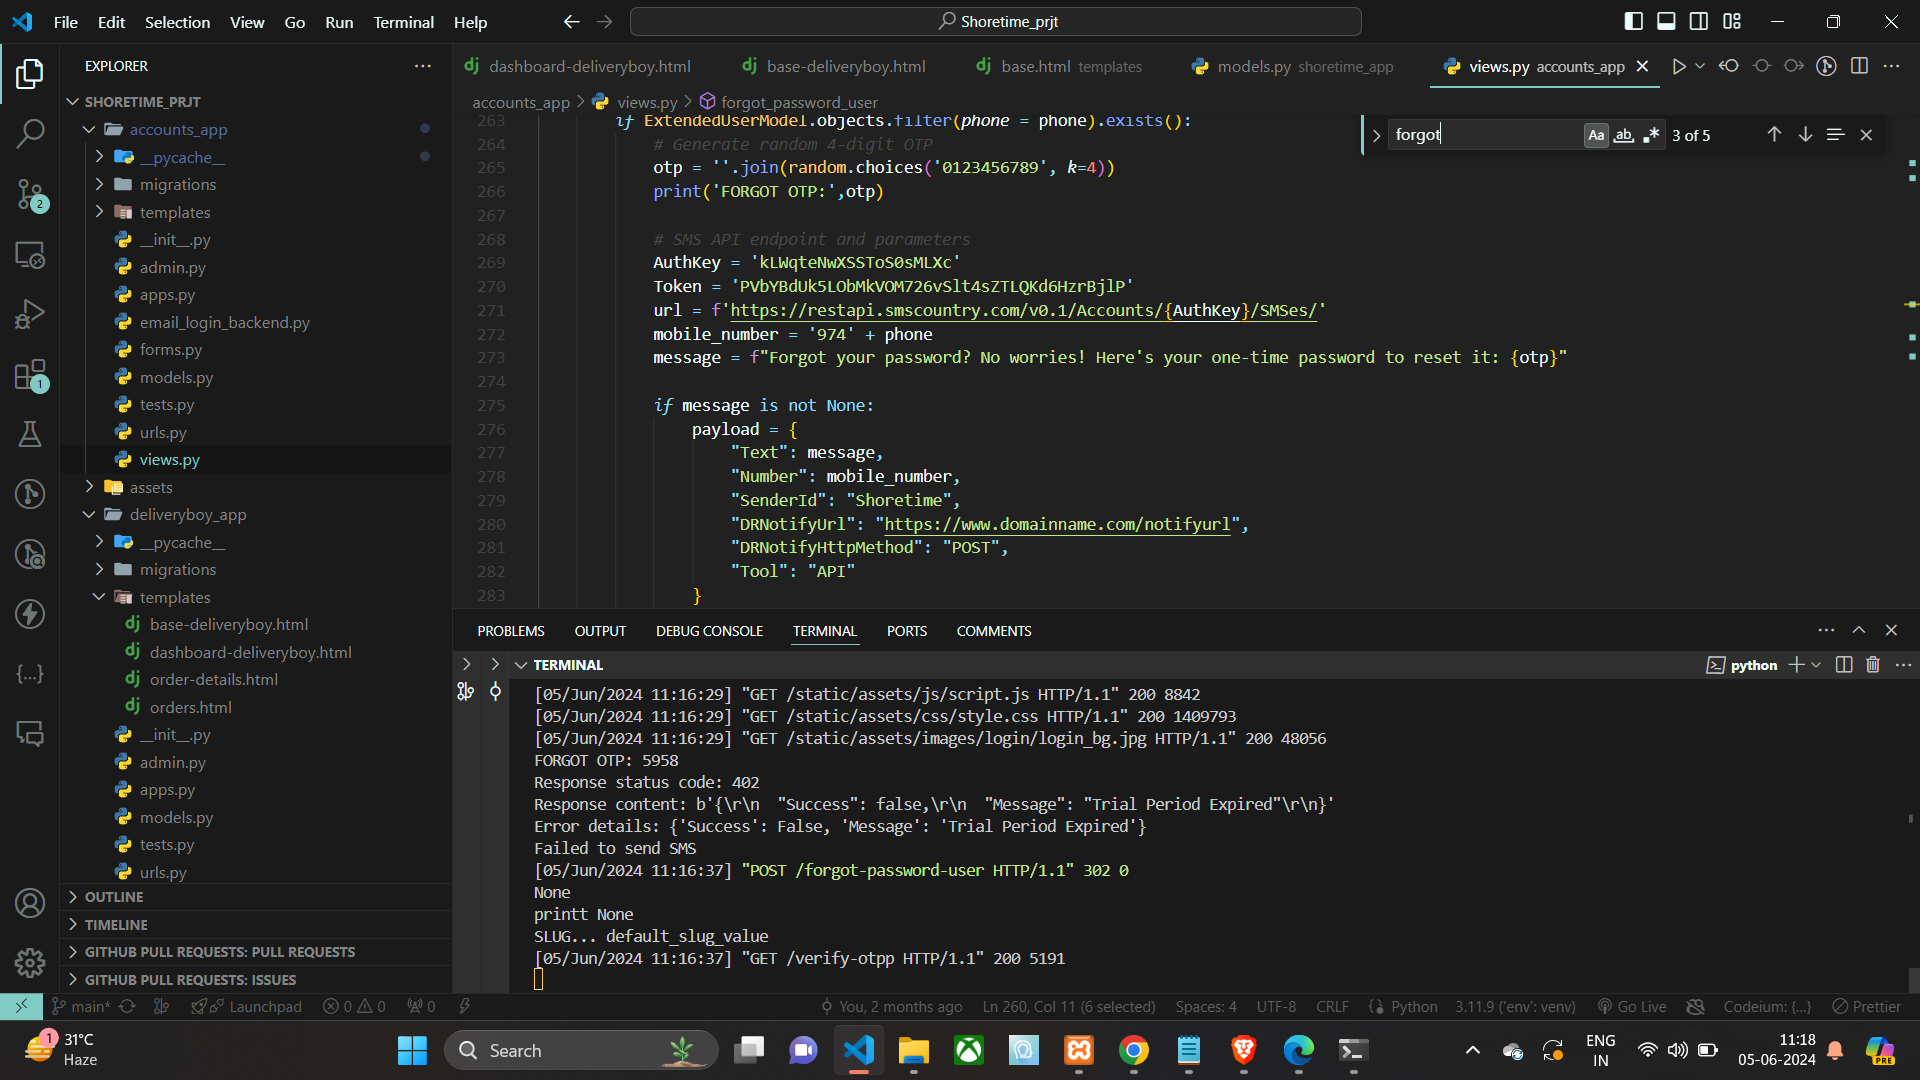 File Edit Selection View Go Run Terminal Help
Shoretime_prjt
EXPLORER
SHORETIME_PRJT
accounts_app
__pycache__
migrations
templates
__init__.py
admin.py
apps.py
email_login_backend.py
forms.py
models.py
tests.py
urls.py
views.py
assets
deliveryboy_app
__pycache__
migrations
templates
base-deliveryboy.html
dashboard-deliveryboy.html
order-details.html
orders.html
__init__.py
admin.py
apps.py
models.py
tests.py
urls.py
OUTLINE
TIMELINE
GITHUB PULL REQUESTS: PULL REQUESTS
GITHUB PULL REQUESTS: ISSUES
2
1
dj dashboard-deliveryboy.html dj base-deliveryboy.html dj base.html templates models.py shoretime_app views.py accounts_app
accounts_app > views.py > forgot_password_user
forgot Aa ab .* 3 of 5
263 if ExtendedUserModel.objects.filter(phone = phone).exists():
264 # Generate random 4-digit OTP
265 otp = ''.join(random.choices('0123456789', k=4))
266 print('FORGOT OTP:',otp)
267
268 # SMS API endpoint and parameters
269 AuthKey = 'kLWqteNwXSSToS0sMLXc'
270 Token = 'PVbYBdUk5LObMkVOM726vSlt4sZTLQKd6HzrBjlP'
271 url = f'https://restapi.smscountry.com/v0.1/Accounts/{AuthKey}/SMSes/'
272 mobile_number = '974' + phone
273 message = f"Forgot your password? No worries! Here's your one-time password to reset it: {otp}"
274
275 if message is not None:
276 payload = {
277 "Text": message,
278 "Number": mobile_number,
279 "SenderId": "Shoretime",
280 "DRNotifyUrl": "https://www.domainname.com/notifyurl",
281 "DRNotifyHttpMethod": "POST",
282 "Tool": "API"
283 }
PROBLEMS OUTPUT DEBUG CONSOLE TERMINAL PORTS COMMENTS
TERMINAL
python
[05/Jun/2024 11:16:29] "GET /static/assets/js/script.js HTTP/1.1" 200 8842
[05/Jun/2024 11:16:29] "GET /static/assets/css/style.css HTTP/1.1" 200 1409793
[05/Jun/2024 11:16:29] "GET /static/assets/images/login/login_bg.jpg HTTP/1.1" 200 48056
FORGOT OTP: 5958
Response status code: 402
Response content: b'{\r\n  "Success": false,\r\n  "Message": "Trial Period Expired"\r\n}'
Error details: {'Success': False, 'Message': 'Trial Period Expired'}
Failed to send SMS
[05/Jun/2024 11:16:37] "POST /forgot-password-user HTTP/1.1" 302 0
None
printt None
SLUG... default_slug_value
[05/Jun/2024 11:16:37] "GET /verify-otpp HTTP/1.1" 200 5191
main* Launchpad 0 0 0 You, 2 months ago Ln 260, Col 11 (6 selected) Spaces: 4 UTF-8 CRLF Python 3.11.9 ('env': venv) Go Live Codeium: {...} Prettier
1
31°C
Haze
Search
PRE
ENG
IN
11:18
05-06-2024